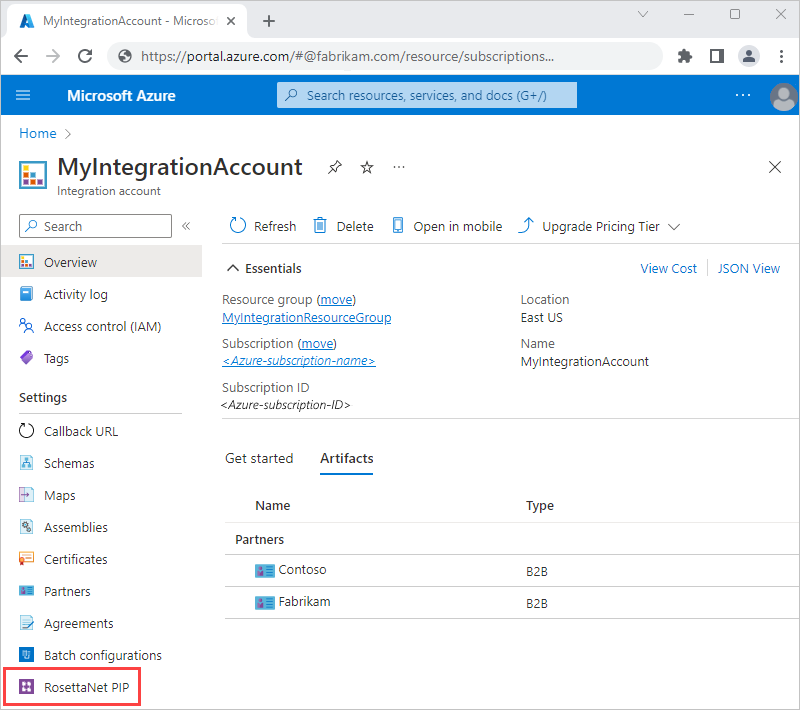 MyIntegrationAccount - Microso
https://portal.azure.com/#@fabrikam.com/resource/subscriptions...
Microsoft Azure
Search resources, services, and docs (G+/)
Home
MyIntegrationAccount
Integration account
Search
Refresh
Delete
Open in mobile
Upgrade Pricing Tier
Overview
Activity log
Access control (IAM)
Tags
Settings
Callback URL
Schemas
Maps
Assemblies
Certificates
Partners
Agreements
Batch configurations
RosettaNet PIP
Essentials
View Cost
JSON View
Resource group (move)
MyIntegrationResourceGroup
Subscription (move)
<Azure-subscription-name>
Subscription ID
<Azure-subscription-ID>
Location
East US
Name
MyIntegrationAccount
Get started
Artifacts
Name Type
Partners
Contoso B2B
Fabrikam B2B